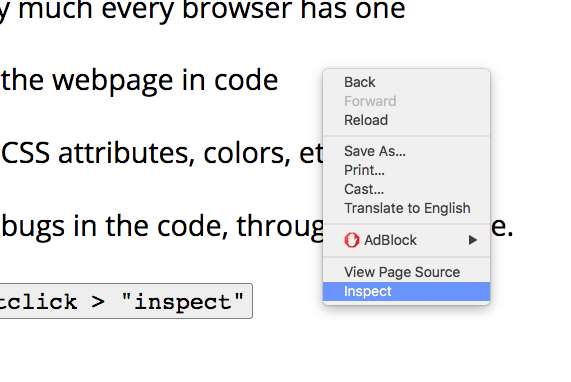 y much every browser has one
the webpage in code
CSS attributes, colors, et
bugs in the code, throug e.
tclick > "inspect"
Back
Forward
Reload
Save As...
Print...
Cast...
Translate to English
AdBlock
View Page Source
Inspect